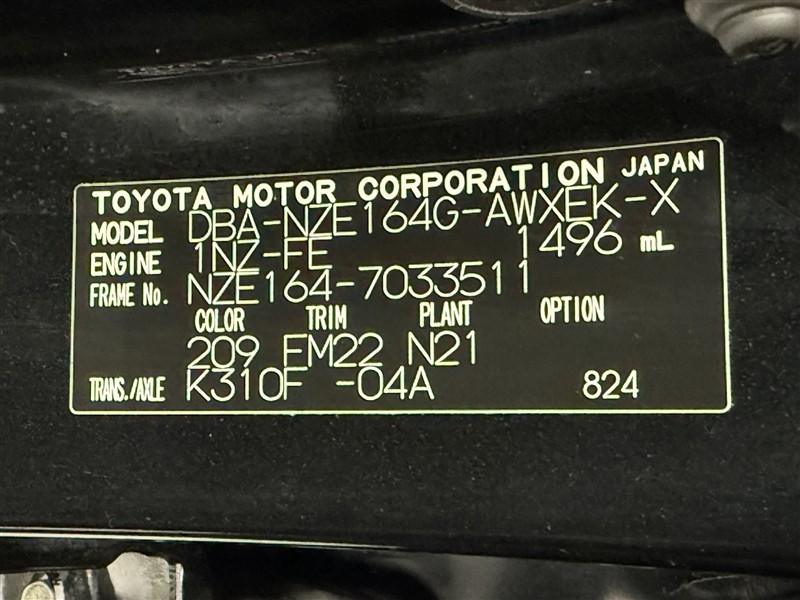 TOYOTA MOTOR CORPORATION JAPAN
MODEL DBA-NZE164G-AWXEK-X
ENGINE 1NZ-FE 1496 mL
FRAME No. NZE164-7033511
COLOR TRIM PLANT OPTION
209 FM22 N21
TRANS./AXLE K310F -04A 824